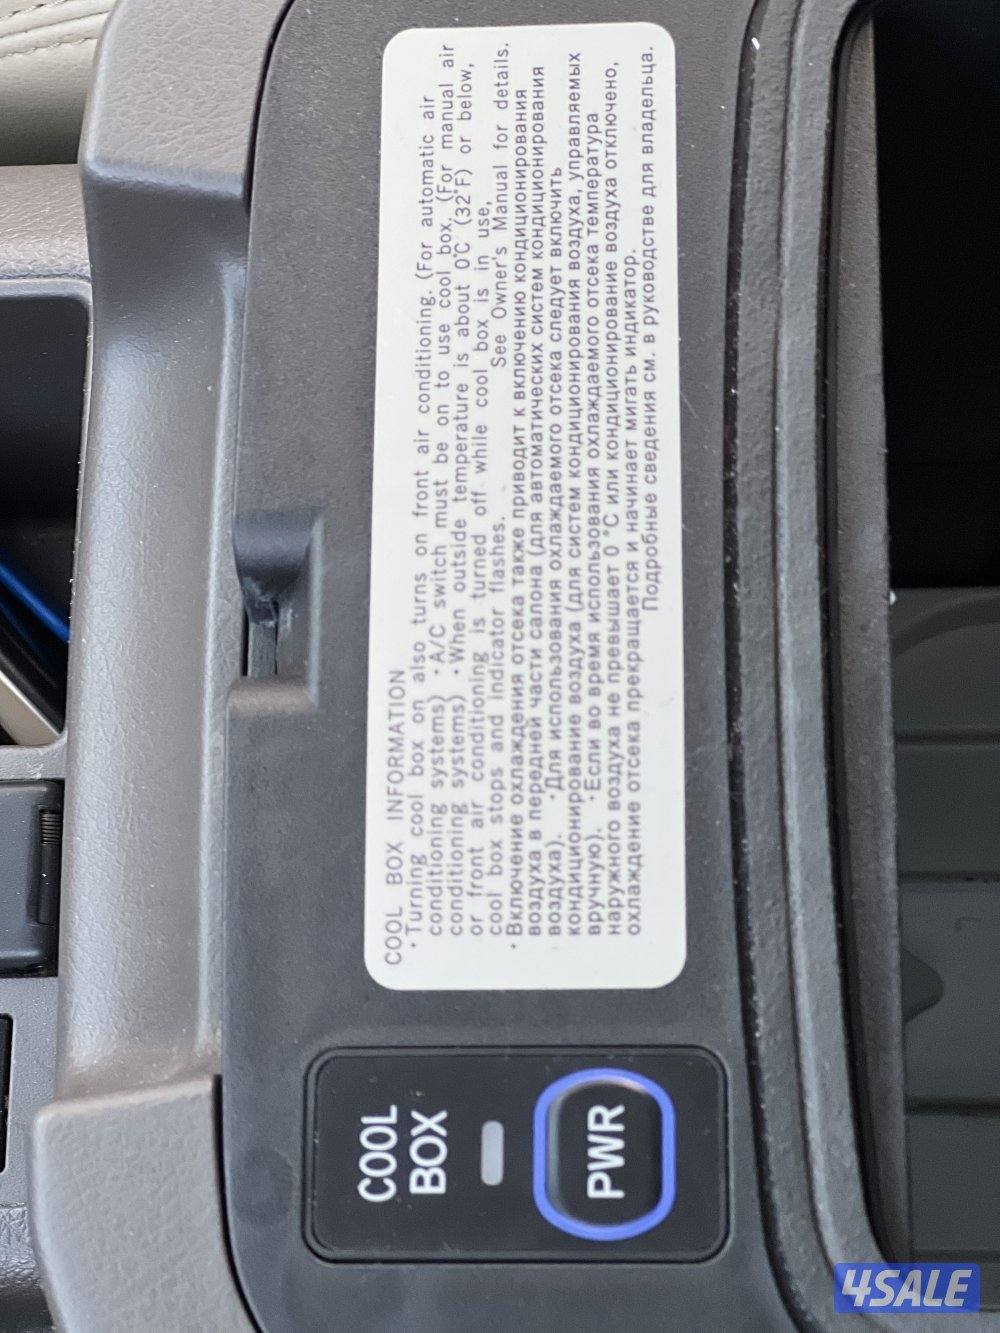 COOL BOX INFORMATION
·Turning cool box on also turns on front air conditioning. (For automatic air
conditioning systems) ·A/C switch must be on to use cool box. (For manual air
conditioning systems) ·When outside temperature is about 0°C (32°F) or below,
or front air conditioning is turned off while cool box is in use,
cool box stops and indicator flashes. See Owner's Manual for details.
·Включение охлаждения отсека также приводит к включению кондиционирования
воздуха в передней части салона (для автоматических систем кондиционирования
воздуха). ·Для использования охлаждаемого отсека следует включить
кондиционирование воздуха (для систем кондиционирования воздуха, управляемых
вручную). ·Если во время использования охлаждаемого отсека температура
наружного воздуха не превышает 0 °C или кондиционирование воздуха отключено,
охлаждение отсека прекращается и начинает мигать индикатор.
Подробные сведения см. в руководстве для владельца.
COOL
BOX
PWR
4SALE